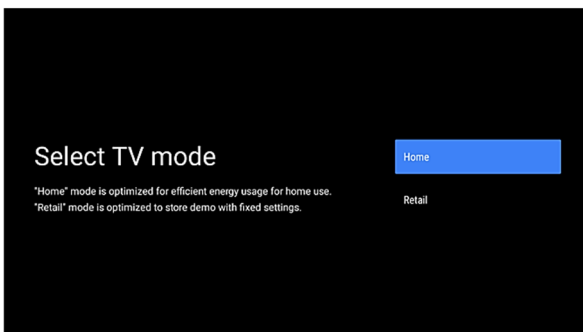 Select TV mode
"Home" mode is optimized for efficient energy usage for home use.
"Retail" mode is optimized to store demo with fixed settings.
Home
Retail